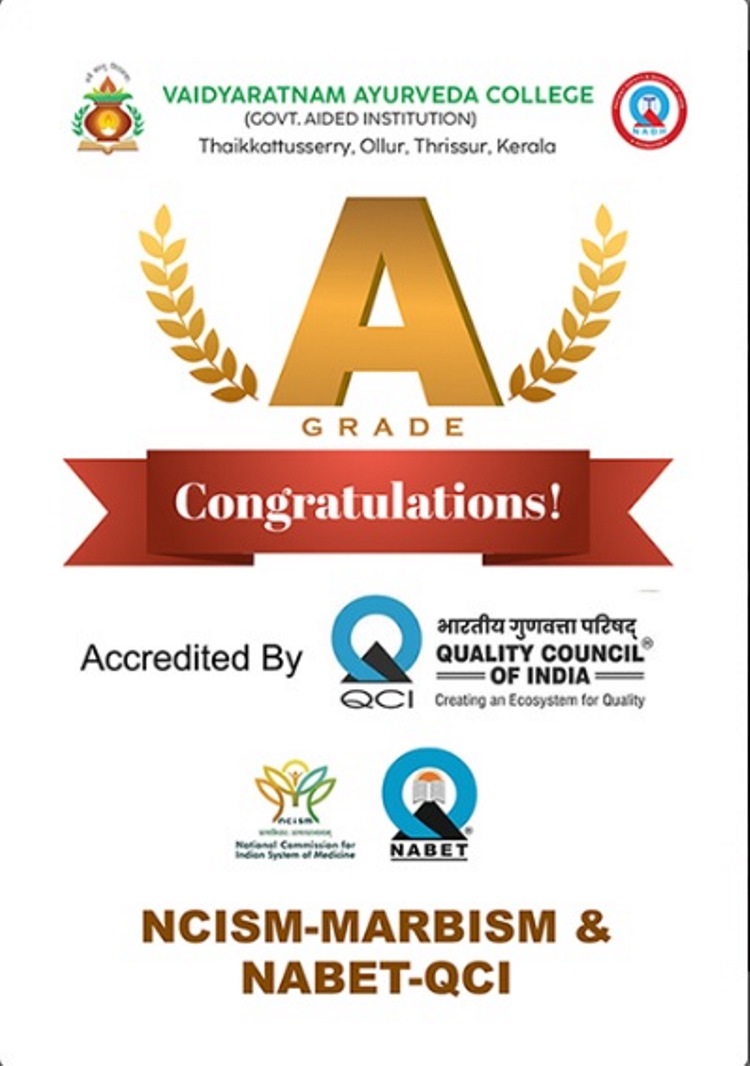 VAIDYARATNAM AYURVEDA COLLEGE
(GOVT. AIDED INSTITUTION)
Thaikkattusserry, Ollur, Thrissur, Kerala
NABH
A
GRADE
Congratulations!
Accredited By
QCI
भारतीय गुणवत्ता परिषद्
QUALITY COUNCIL®
OF INDIA
Creating an Ecosystem for Quality
ncism
National Commission for
Indian System of Medicine
®
NABET
NCISM-MARBISM &
NABET-QCI